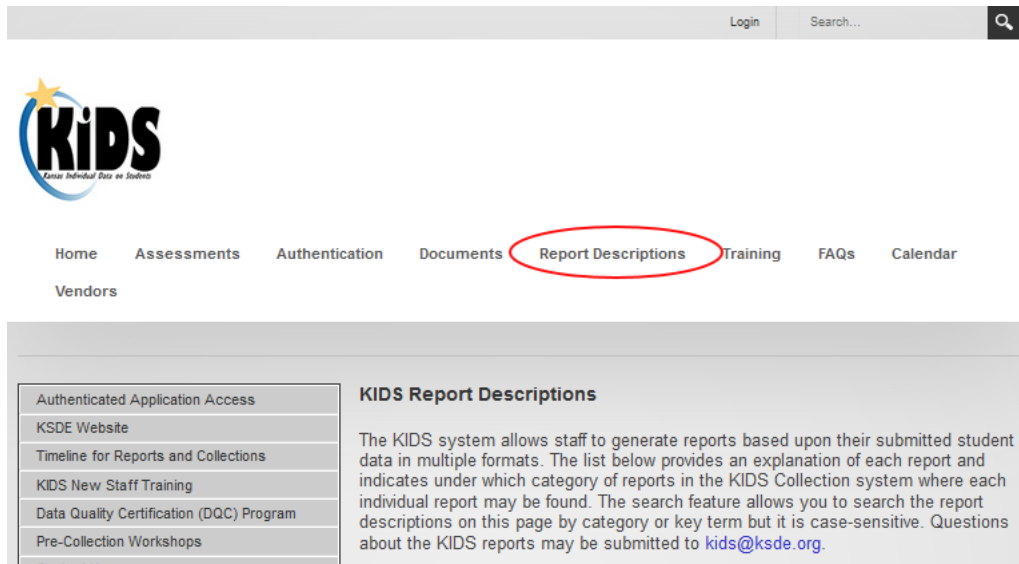 Login Search...
KiDS
Kansas Individual Data on Students
Home Assessments Authentication Documents Report Descriptions Training FAQs Calendar
Vendors
Authenticated Application Access
KSDE Website
Timeline for Reports and Collections
KIDS New Staff Training
Data Quality Certification (DQC) Program
Pre-Collection Workshops
KIDS Report Descriptions
The KIDS system allows staff to generate reports based upon their submitted student
data in multiple formats. The list below provides an explanation of each report and
indicates under which category of reports in the KIDS Collection system where each
individual report may be found. The search feature allows you to search the report
descriptions on this page by category or key term but it is case-sensitive. Questions
about the KIDS reports may be submitted to kids@ksde.org.